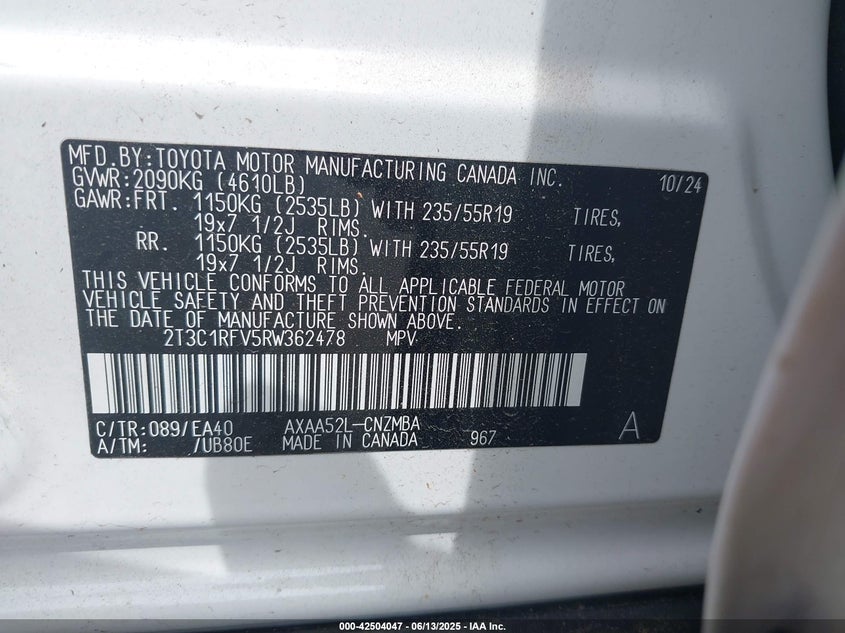 MFD.BY:TOYOTA MOTOR MANUFACTURING CANADA INC. 10/24
GVWR:2090KG (4610LB)
GAWR:FRT. 1150KG (2535LB) WITH 235/55R19 TIRES,
19x7 1/2J RIMS.
RR. 1150KG (2535LB) WITH 235/55R19 TIRES,
19x7 1/2J RIMS.
THIS VEHICLE CONFORMS TO ALL APPLICABLE FEDERAL MOTOR
VEHICLE SAFETY AND THEFT PREVENTION STANDARDS IN EFFECT ON
THE DATE OF MANUFACTURE SHOWN ABOVE.
2T3C1RFV5RW362478 MPV
C/TR:089/EA40 AXAA52L-CNZMBA
A/TM: /UB80E MADE IN CANADA 967 A
000-42504047 - 06/13/2025 - IAA Inc.